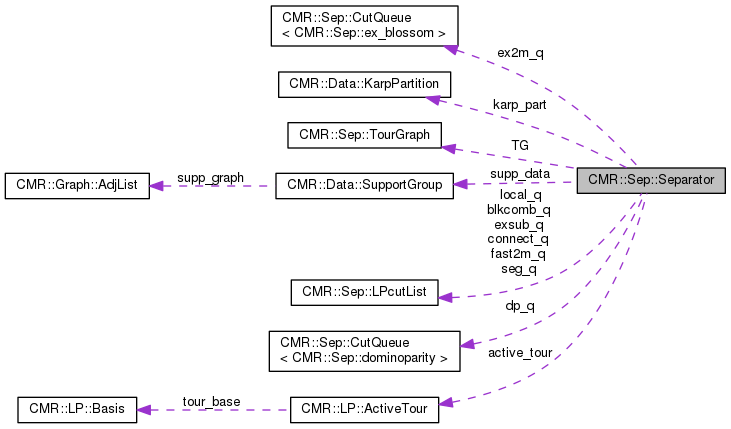 CMR::Sep::CutQueue
< CMR::Sep::ex_blossom >
ex2m_q
CMR::Data::KarpPartition
karp_part
CMR::Sep::TourGraph
TG
CMR::Sep::Separator
CMR::Graph::AdjList
supp_graph
CMR::Data::SupportGroup
supp_data
local_q
blkcomb_q
exsub_q
connect_q
fast2m_q
seg_q
CMR::Sep::LPcutList
dp_q
CMR::Sep::CutQueue
< CMR::Sep::dominoparity >
active_tour
CMR::LP::Basis
tour_base
CMR::LP::ActiveTour